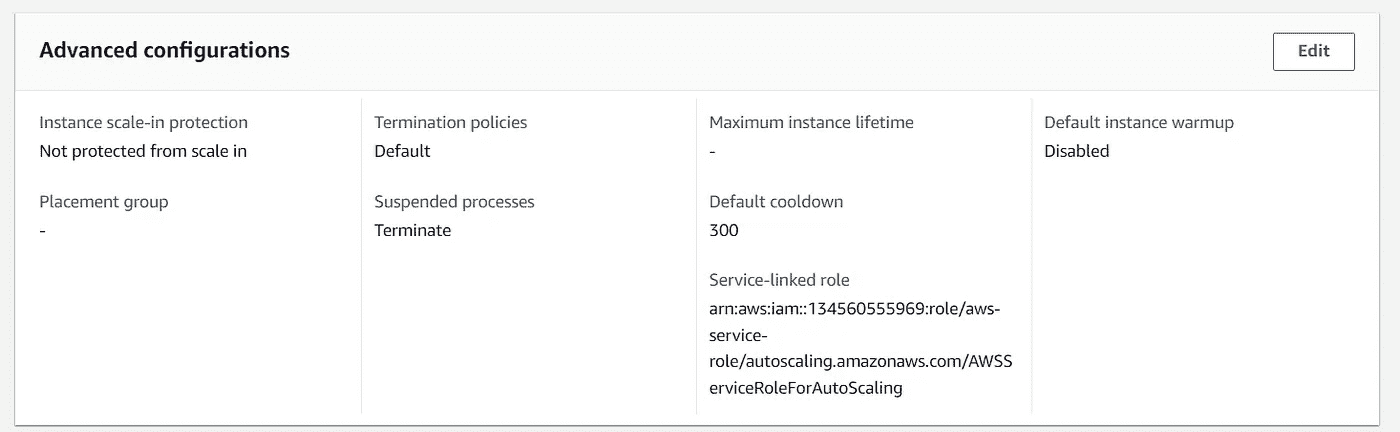 Advanced configurations
Edit
Instance scale-in protection
Not protected from scale in
Placement group
-
Termination policies
Default
Suspended processes
Terminate
Maximum instance lifetime
-
Default cooldown
300
Service-linked role
arn:aws:iam::134560555969:role/aws-
service-
role/autoscaling.amazonaws.com/AWSS
erviceRoleForAutoScaling
Default instance warmup
Disabled